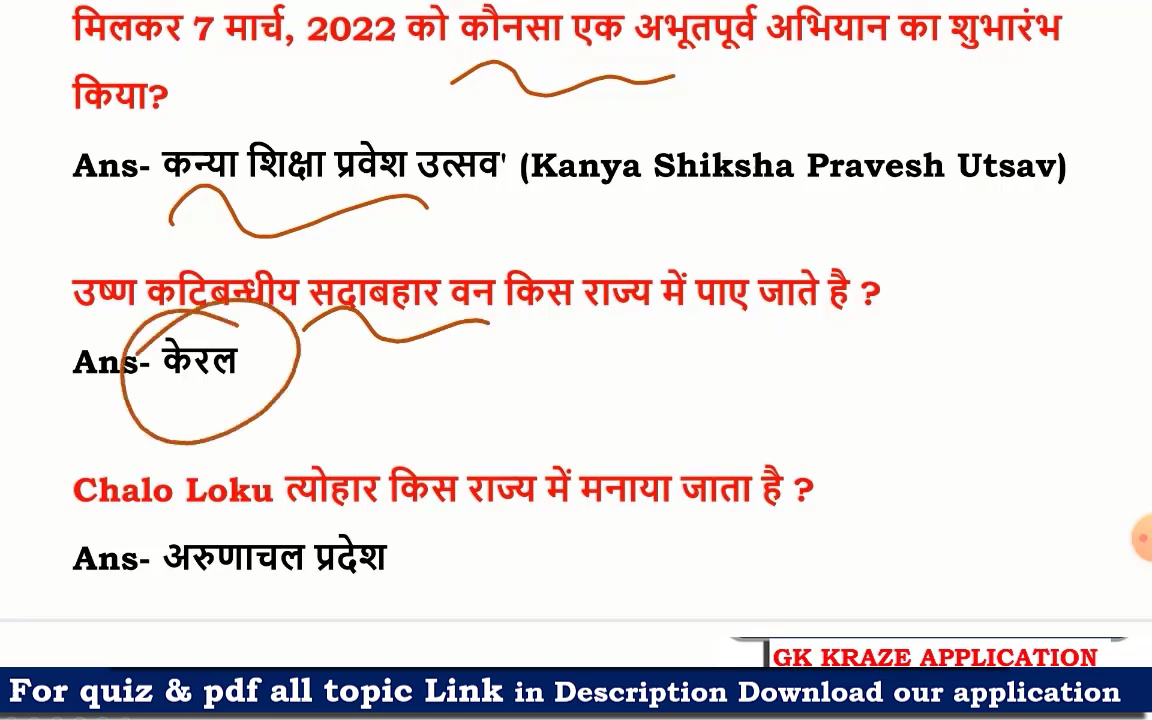 मिलकर 7 मार्च, 2022 को कौनसा एक अभूतपूर्व अभियान का शुभारंभ
किया?
Ans- कन्या शिक्षा प्रवेश उत्सव' (Kanya Shiksha Pravesh Utsav)
उष्ण कटिबन्धीय सदाबहार वन किस राज्य में पाए जाते है ?
Ans- केरल
Chalo Loku त्योहार किस राज्य में मनाया जाता है ?
Ans- अरुणाचल प्रदेश
GK KRAZE APPLICATION
For quiz & pdf all topic Link in Description Download our application